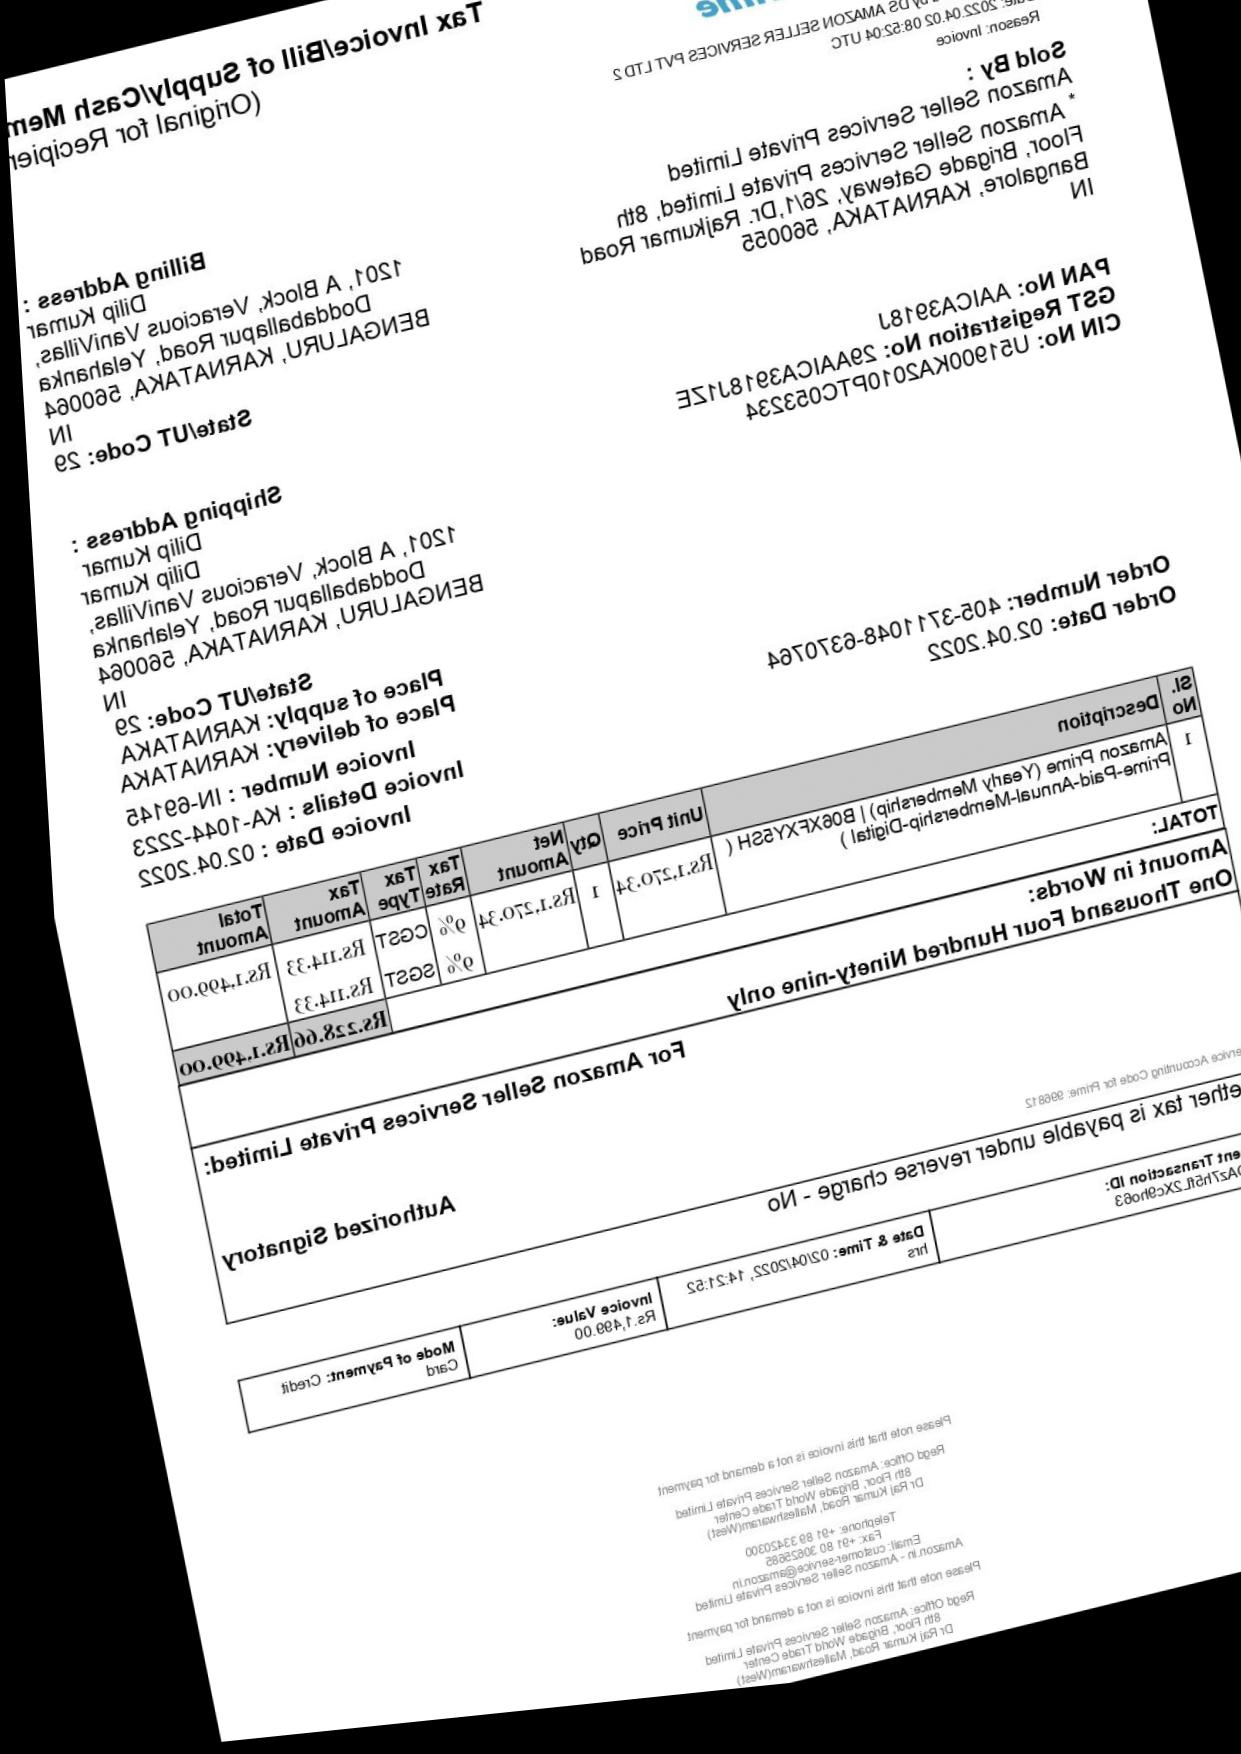 Tax Invoice/Bill of Supply/Cash
(Original for
by DS AMAZON SELLER SERVICES PVT LTD 2
2022.04.02 08:52:04 UTC
Reason: Invoice
Sold By :
Amazon Seller Services Private Limited
* Amazon Seller Services Private Limited, 8th
Floor, Brigade Gateway, 26/1,Dr. Rajkumar Road
Bangalore, KARNATAKA, 560055
IN
PAN No: AAICA3918J
GST Registration No: 29AAICA3918J1ZE
CIN No: U51900KA2010PTC053234
Billing Address :
Dilip Kumar
1201, A Block, Veracious VaniVillas,
Doddaballapur Road, Yelahanka
BENGALURU, KARNATAKA, 560064
IN
State/UT Code: 29
Shipping Address :
Dilip Kumar
Dilip Kumar
1201, A Block, Veracious VaniVillas,
Doddaballapur Road, Yelahanka
BENGALURU, KARNATAKA, 560064
IN
State/UT Code: 29
Place of supply: KARNATAKA
Place of delivery: KARNATAKA
Order Number: 405-3711048-6370764
Order Date: 02.04.2022
Invoice Number : IN-69145
Invoice Details : KA-1044-2223
Invoice Date : 02.04.2022
Sl. No Description Unit Price Qty Net Amount Tax Rate Tax Type Tax Amount Total Amount
1 Amazon Prime (Yearly Membership) | B06XFXY5SH ( Rs.1,270.34 1 Rs.1,270.34 9% CGST Rs.114.33 Rs.1,499.00
Prime-Paid-Annual-Membership-Digital ) 9% SGST Rs.114.33
TOTAL: Rs.228.66 Rs.1,499.00
Amount in Words:
One Thousand Four Hundred Ninety-nine only
For Amazon Seller Services Private Limited:
Authorized Signatory
Accounting Code for Prime: 996812
tax is payable under reverse charge - No
Transaction ID:
Date & Time: 02/04/2022, 14:21:52
hrs
Invoice Value:
Rs.1,499.00
Mode of Payment: Credit
Card
Please note that this invoice is not a demand for payment
Regd Office: Amazon Seller Services Private Limited
8th Floor, Brigade World Trade Center
Dr Raj Kumar Road, Malleshwaram(West)
Telephone: +91 89 33420300
Fax: +91 80 30625685
Email: customer-service@amazon.in
Amazon.in - Amazon Seller Services Private Limited
Please note that this invoice is not a demand for payment
Regd Office: Amazon Seller Services Private Limited
8th Floor, Brigade World Trade Center
Dr Raj Kumar Road, Malleshwaram(West)